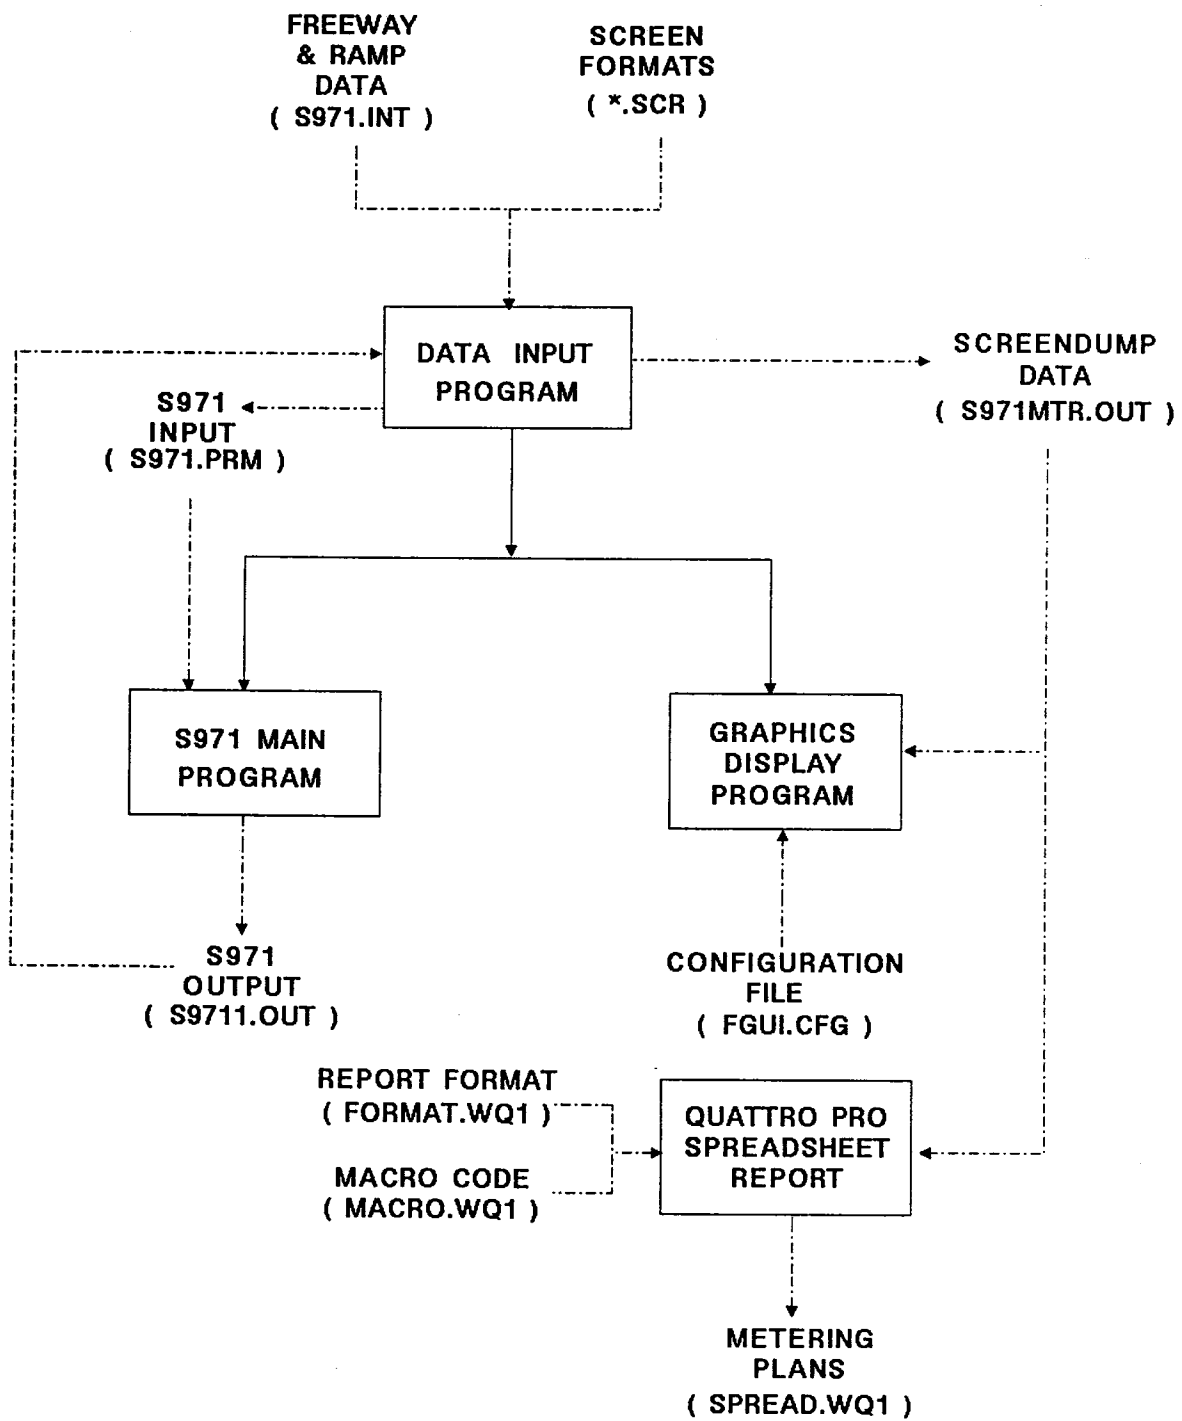 FREEWAY
& RAMP
DATA
( S971.INT )
SCREEN
FORMATS
( *.SCR )
DATA INPUT
PROGRAM
SCREENDUMP
DATA
( S971MTR.OUT )
S971
INPUT
( S971.PRM )
S971 MAIN
PROGRAM
GRAPHICS
DISPLAY
PROGRAM
S971
OUTPUT
( S9711.OUT )
CONFIGURATION
FILE
( FGUI.CFG )
REPORT FORMAT
( FORMAT.WQ1 )
MACRO CODE
( MACRO.WQ1 )
QUATTRO PRO
SPREADSHEET
REPORT
METERING
PLANS
( SPREAD.WQ1 )